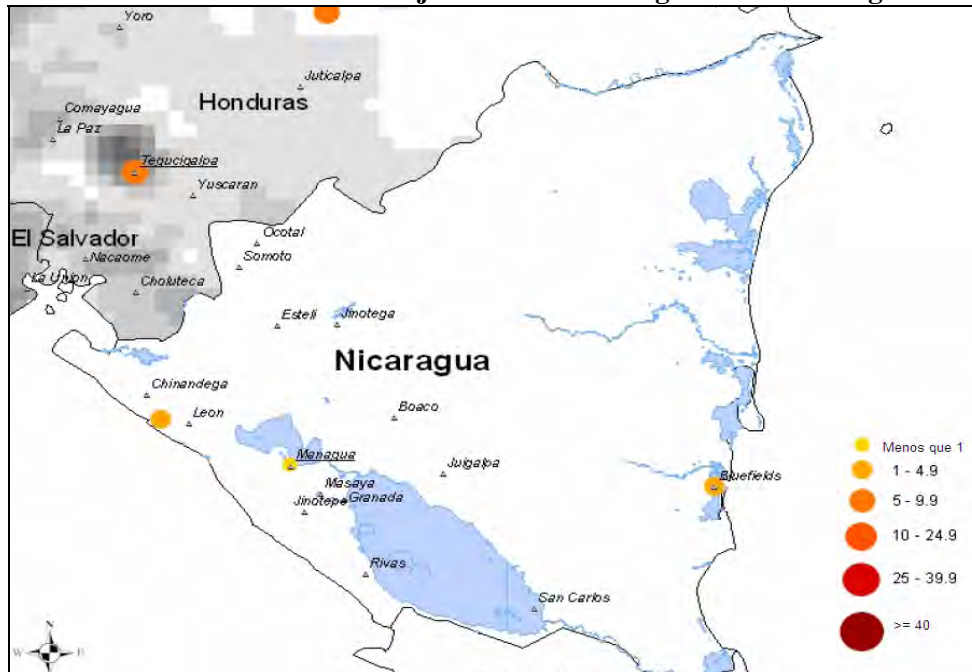 Yoro
Juticalpa
Honduras
Comayagua
La Paz
Tegucigalpa
Yuscaran
El Salvador
Ocotal
Nacaome
Somoto
La Union
Choluteca
Esteli
Jinotega
Nicaragua
Chinandega
Leon
Boaco
Managua
Juigalpa
Masaya
Jinotepe
Granada
Bluefields
Rivas
San Carlos
Menos que 1
1 - 4.9
5 - 9.9
10 - 24.9
25 - 39.9
>= 40
N
W